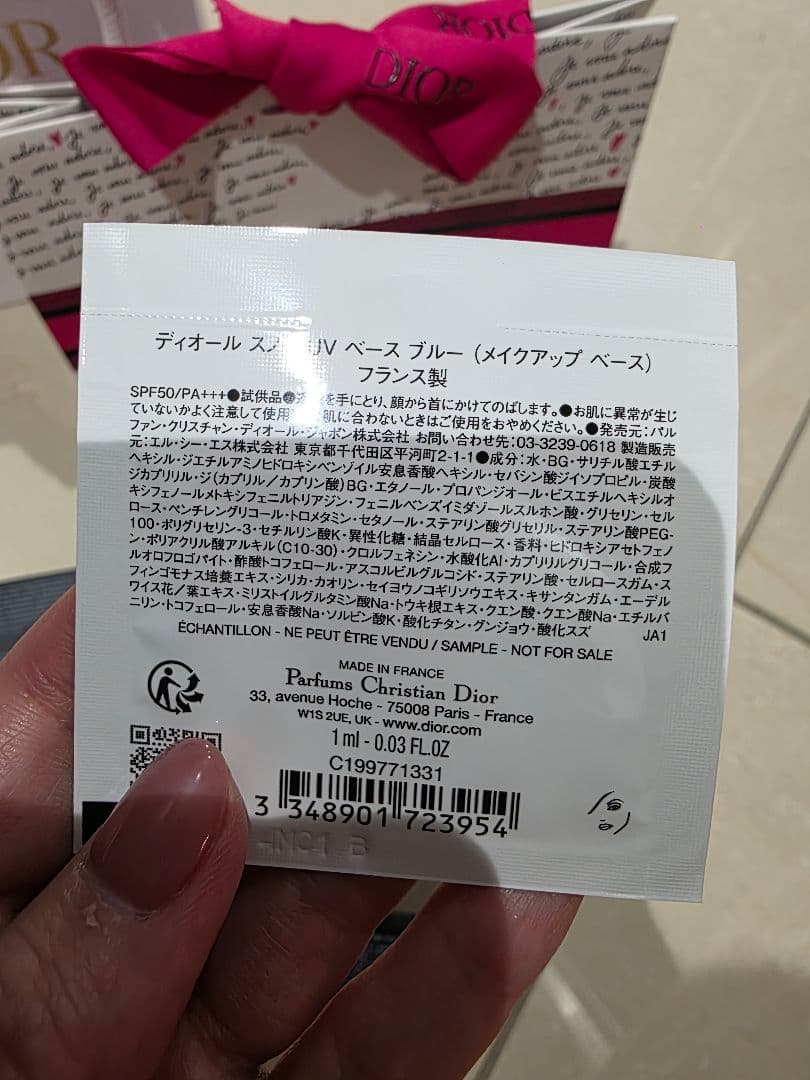 OR
DIOR
DIOR
ディオール UV ベース ブルー（メイクアップ ベース）
フランス製
SPF50/PA+++●試供品● を手にとり、顔から首にかけてのばします。●お肌に異常が生じ
ていないかよく注意して使用 肌に合わないときはご使用をおやめください。●発売元：パル
ファン・クリスチャン・ディオール・ジャポン株式会社 お問い合わせ先：03-3239-0618 製造販売
元：エル・シー・エス株式会社 東京都千代田区平河町2-1-1●成分：水・BG・サリチル酸エチル
ヘキシル・ジエチルアミノヒドロキシベンゾイル安息香酸ヘキシル・セバシン酸ジイソプロピル・炭酸
ジカプリリル・ジ（カプリル／カプリン酸）BG・エタノール・プロパンジオール・ビスエチルヘキシルオ
キシフェノールメトキシフェニルトリアジン・フェニルベンズイミダゾールスルホン酸・グリセリン・セル
ロース・ペンチレングリコール・トロメタミン・セタノール・ステアリン酸グリセリル・ステアリン酸PEG-
100・ポリグリセリン-3・セチルリン酸K・異性化糖・結晶セルロース・香料・ヒドロキシアセトフェノ
ン・ポリアクリル酸アルキル（C10-30）・クロルフェネシン・水酸化Al・カプリリルグリコール・合成フ
ルオロフロゴパイト・酢酸トコフェロール・アスコルビルグルコシド・ステアリン酸・セルロースガム・ス
フィンゴモナス培養エキス・シリカ・カオリン・セイヨウノコギリソウエキス・キサンタンガム・エーデル
ワイス花／葉エキス・ミリストイルグルタミン酸Na・トウキ根エキス・クエン酸・クエン酸Na・エチルバ
ニリン・トコフェロール・安息香酸Na・ソルビン酸K・酸化チタン・グンジョウ・酸化スズ JA1
ÉCHANTILLON - NE PEUT ÊTRE VENDU / SAMPLE - NOT FOR SALE
MADE IN FRANCE
Parfums Christian Dior
33, avenue Hoche - 75008 Paris - France
W1S 2UE, UK - www.dior.com
1 ml - 0.03 FL.OZ
C199771331
3 348901 723954